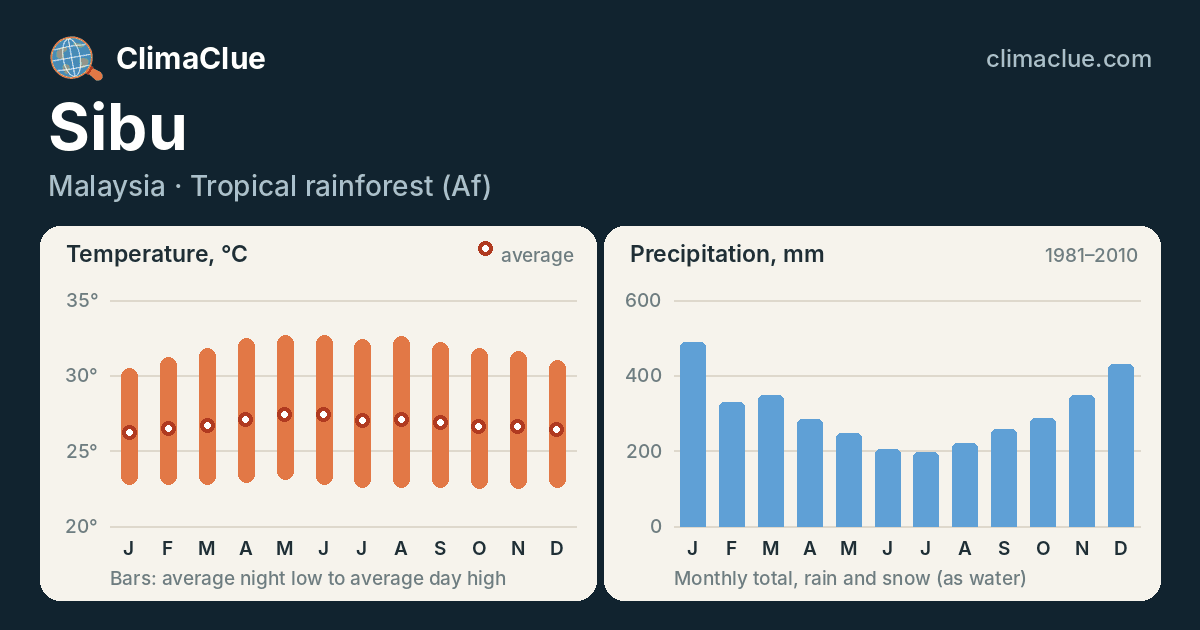 ClimaClue
climaclue.com
Sibu
Malaysia · Tropical rainforest (Af)
Temperature, °C
average
35°
30°
25°
20°
J F M A M J J A S O N D
Bars: average night low to average day high
Precipitation, mm
1981–2010
600
400
200
0
J F M A M J J A S O N D
Monthly total, rain and snow (as water)